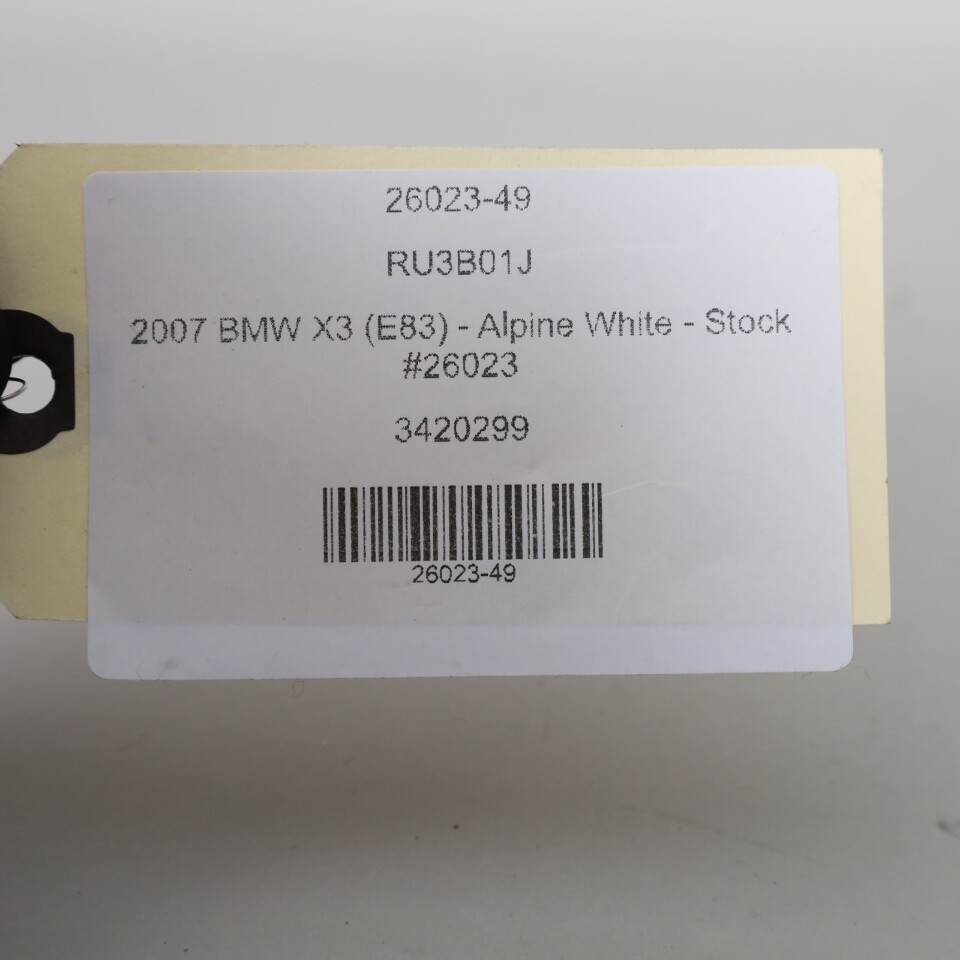 26023-49
RU3B01J
2007 BMW X3 (E83) - Alpine White - Stock
#26023
3420299
26023-49